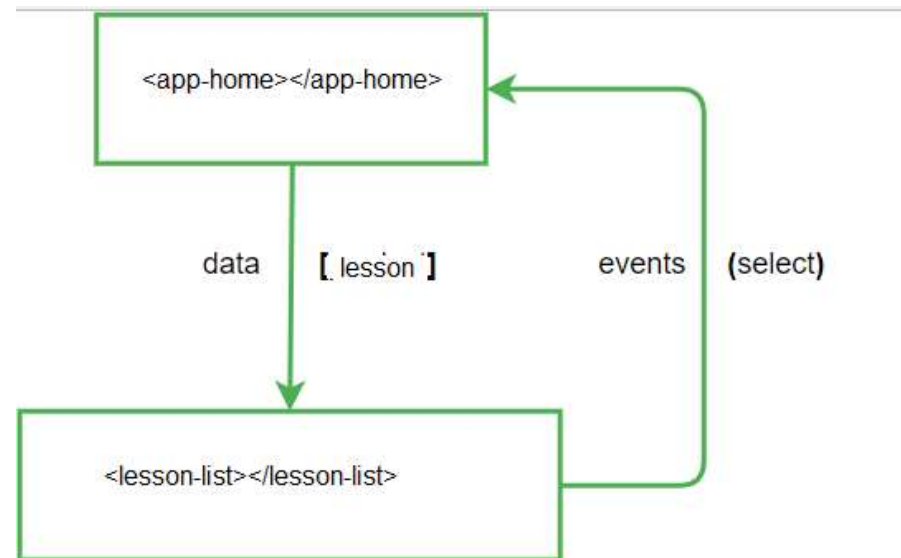 <app-home></app-home>
data [ lesson ] events (select)
<lesson-list></lesson-list>